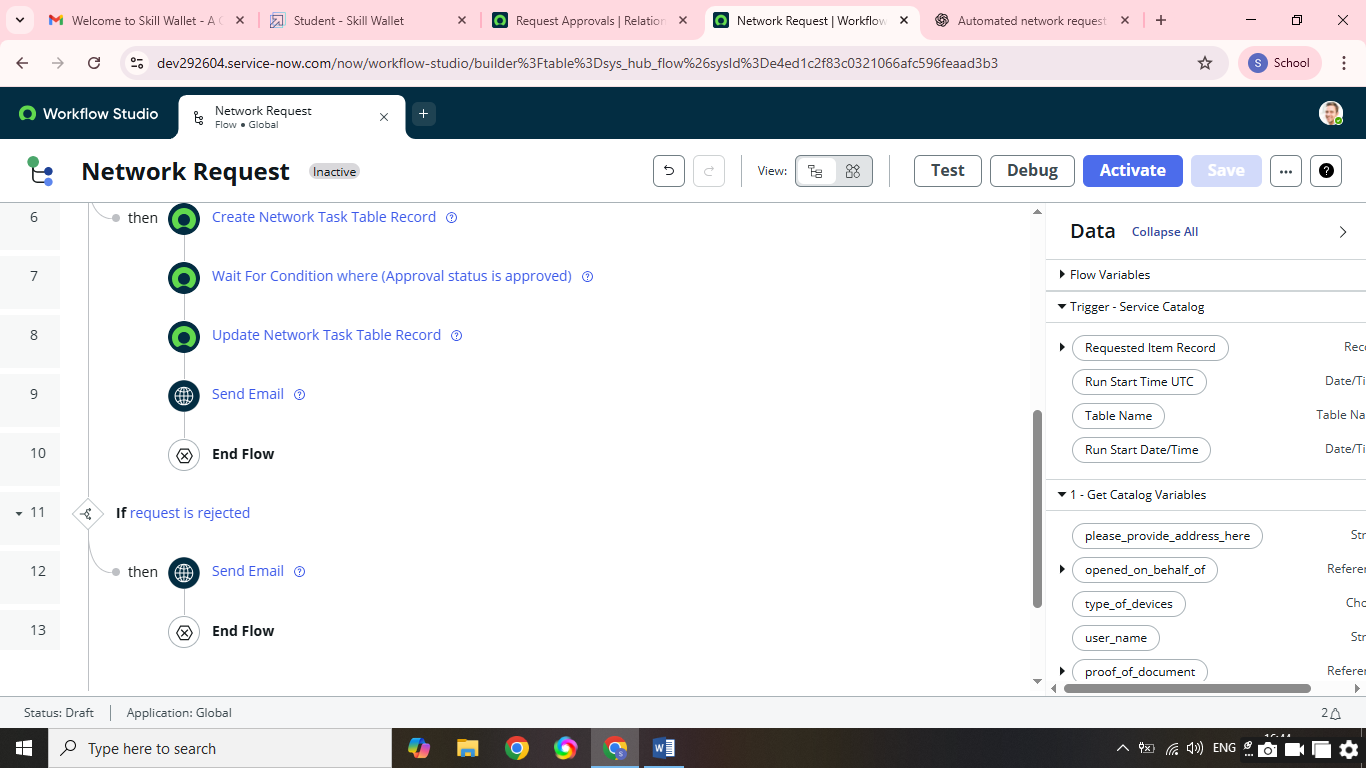 Welcome to Skill Wallet - A C
Student - Skill Wallet
Request Approvals | Relation
Network Request | Workflow
Automated network request
dev292604.service-now.com/now/workflow-studio/builder%3Ftable%3Dsys_hub_flow%26sysId%3De4ed1c2f83c0321066afc596feaad3b3
S School
Workflow Studio
Network Request
Flow • Global
Network Request
Inactive
View:
Test
Debug
Activate
Save
6 then Create Network Task Table Record
7 Wait For Condition where (Approval status is approved)
8 Update Network Task Table Record
9 Send Email
10 End Flow
11 If request is rejected
12 then Send Email
13 End Flow
Data Collapse All
Flow Variables
Trigger - Service Catalog
Requested Item Record Reco
Run Start Time UTC Date/Ti
Table Name Table Na
Run Start Date/Time Date/Ti
1 - Get Catalog Variables
please_provide_address_here Str
opened_on_behalf_of Referen
type_of_devices Cho
user_name Str
proof_of_document Referen
Status: Draft Application: Global
2
Type here to search
ENG